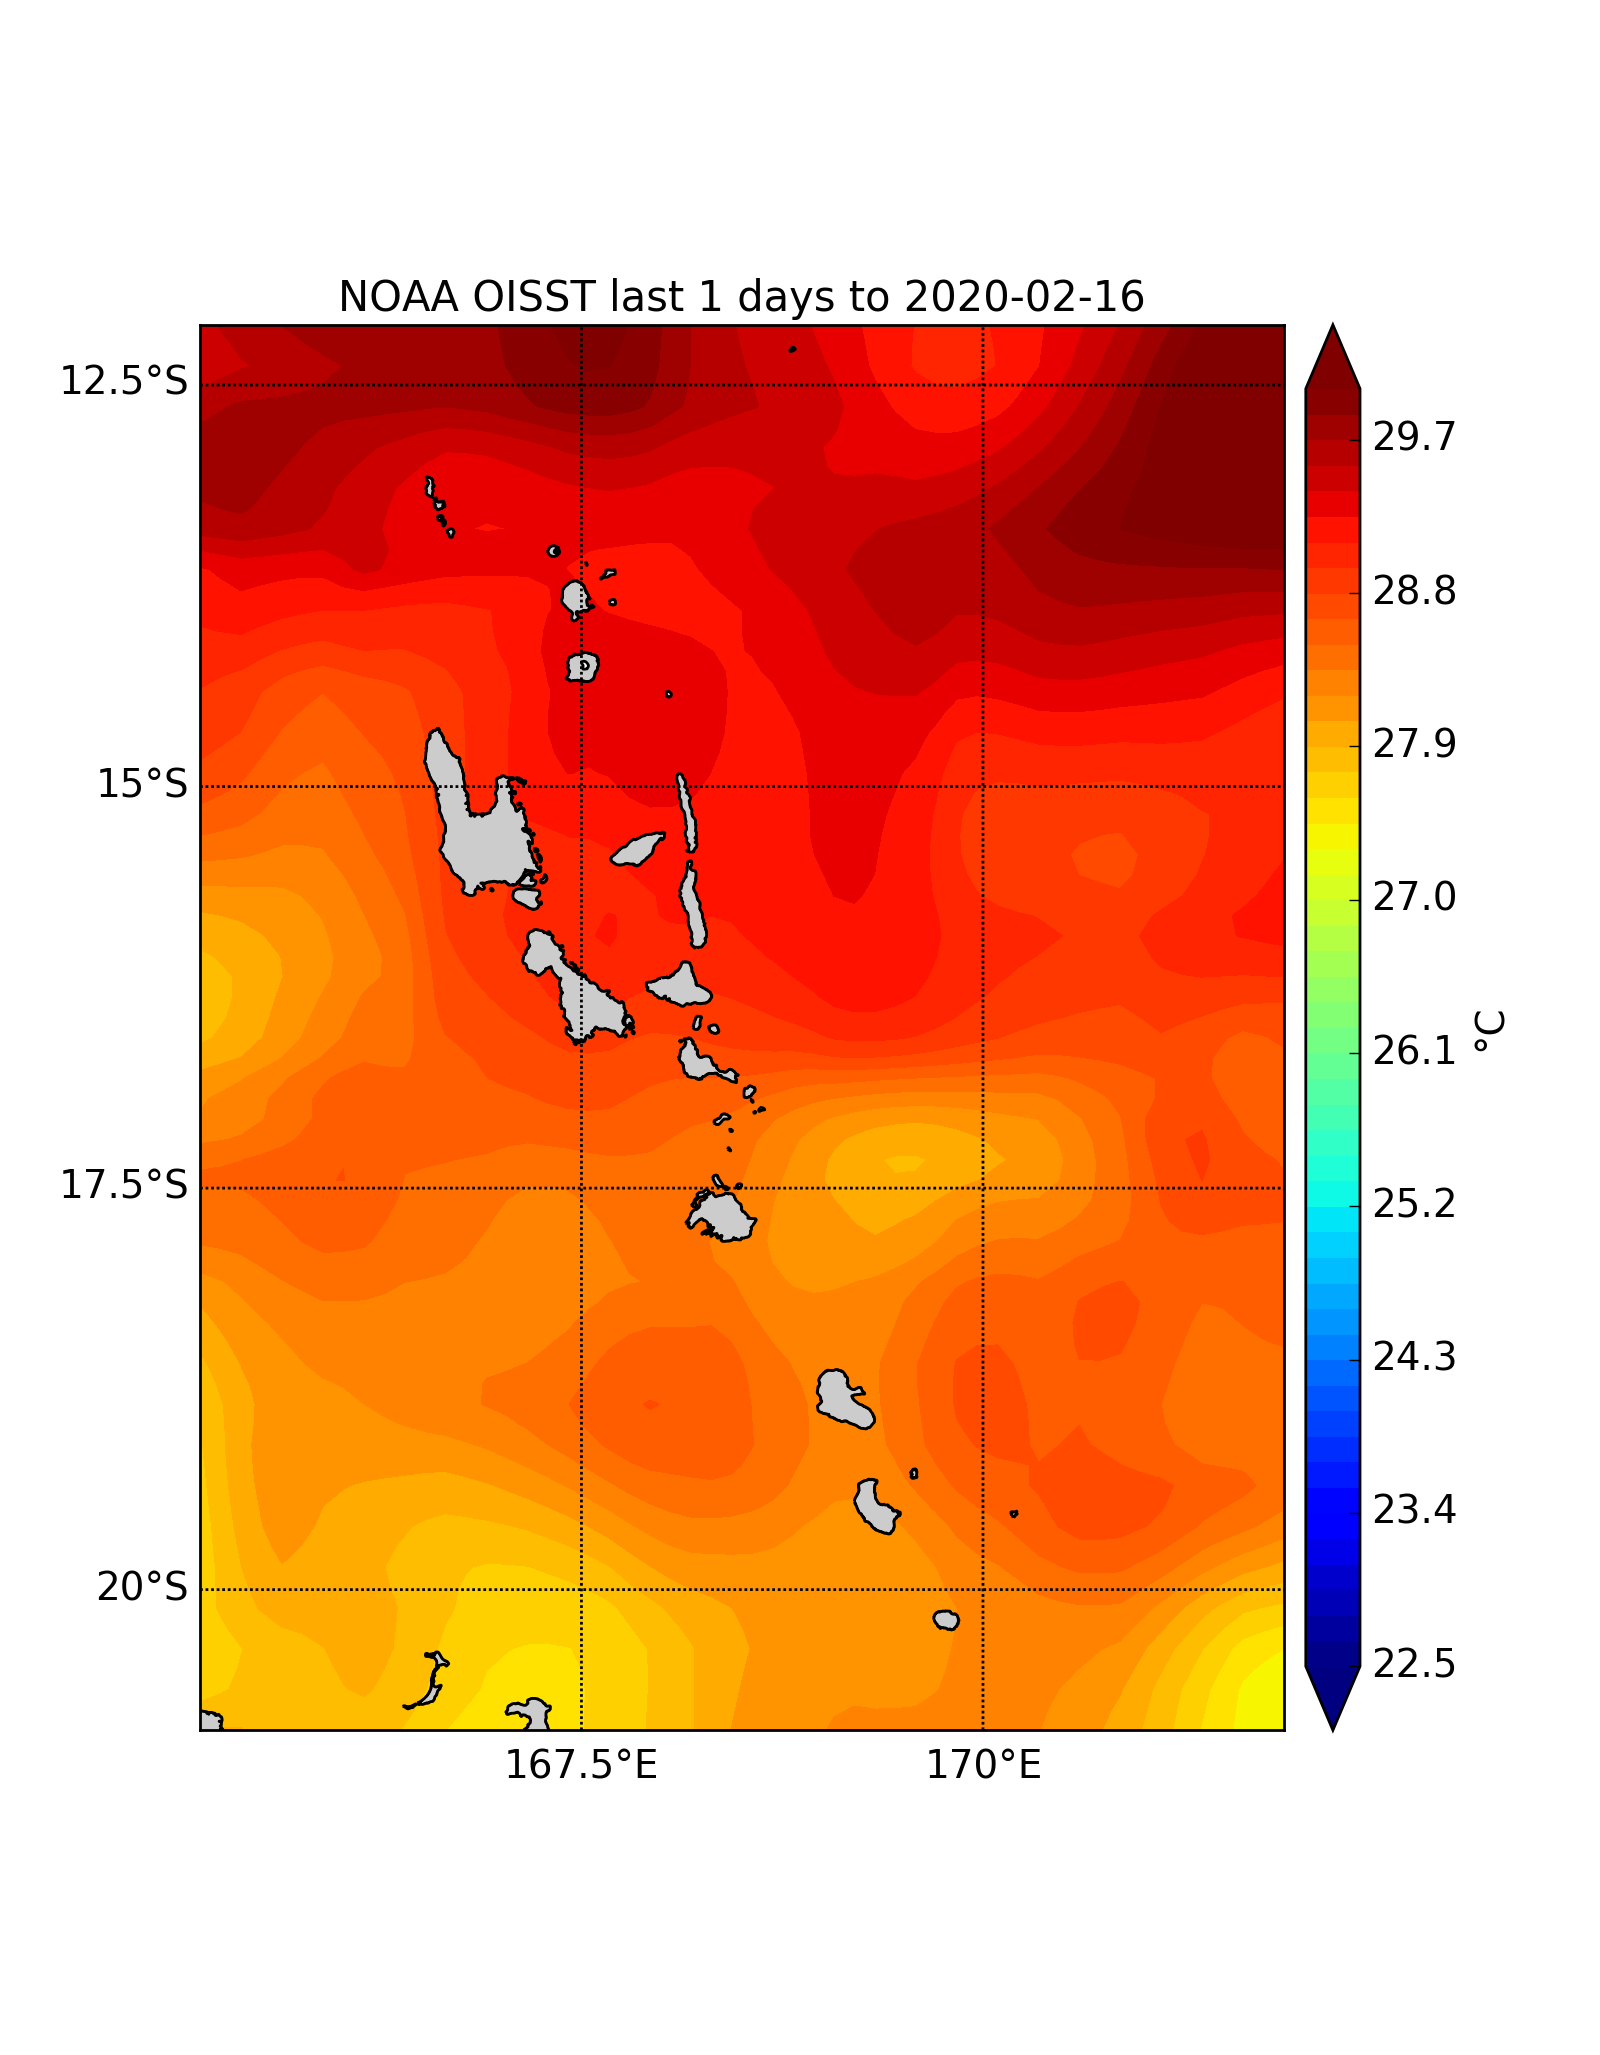 NOAA OISST last 1 days to 2020-02-16
12.5°S
15°S
17.5°S
20°S
167.5°E
170°E
29.7
28.8
27.9
27.0
26.1
25.2
24.3
23.4
22.5
°C